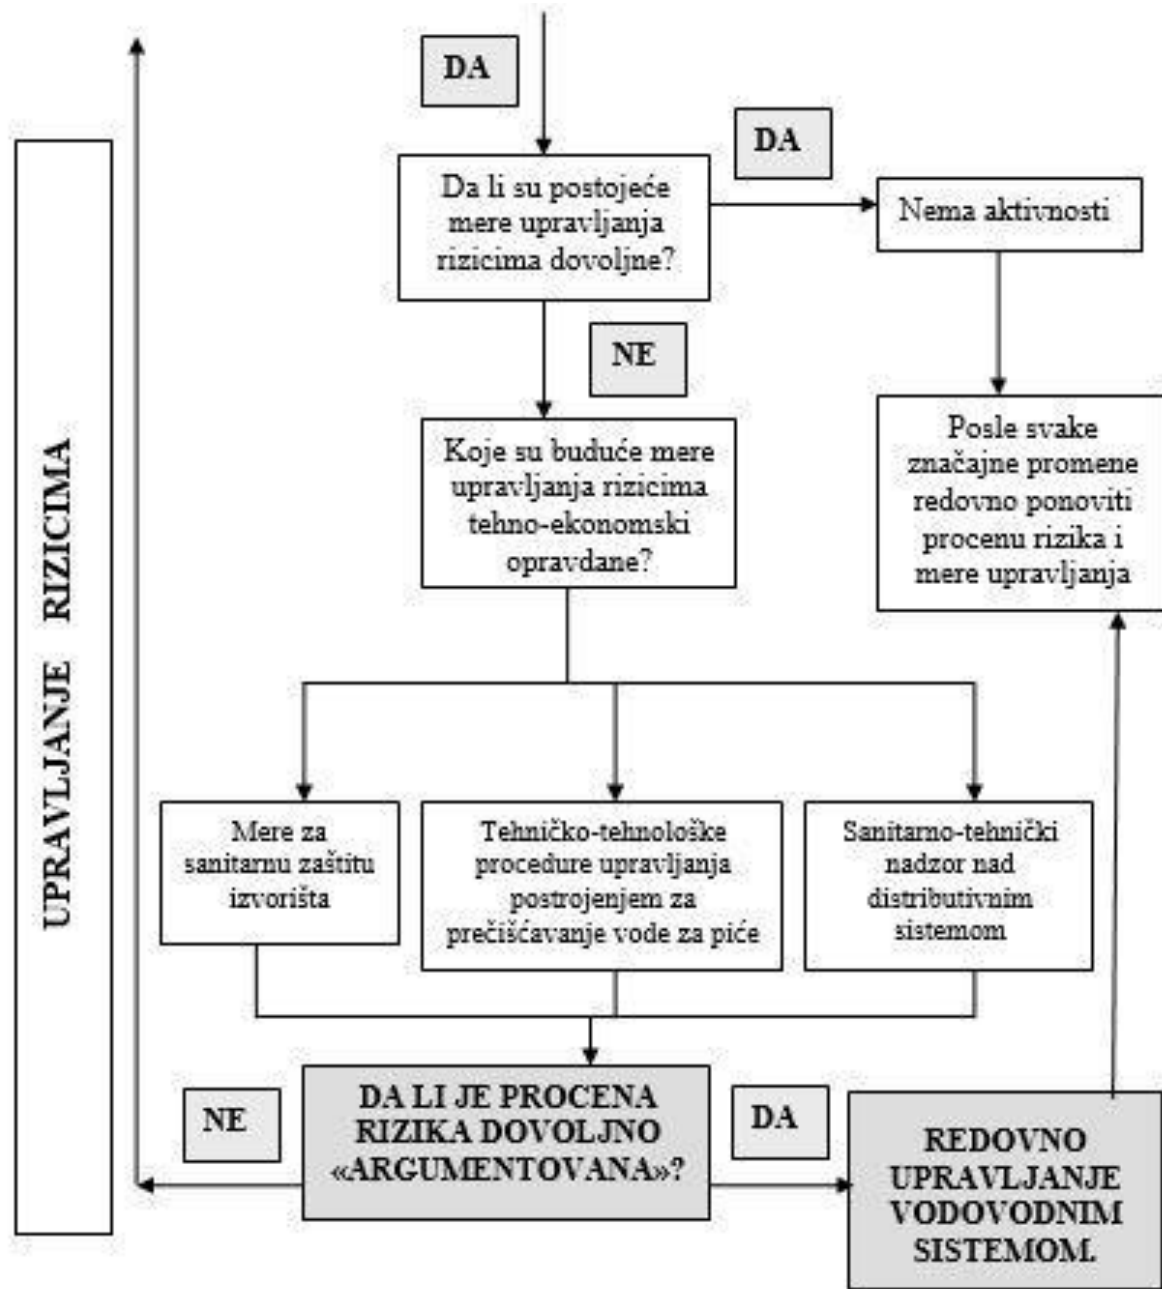 DA
DA
Da li su postojeće
mere upravljanja
rizicima dovoljne?
Nema aktivnosti
NE
Koje su buduće mere
upravljanja rizicima
tehno-ekonomski
opravdane?
Posle svake
značajne promene
redovno ponoviti
procenu rizika i
mere upravljanja
UPRAVLJANJE RIZICIMA
Mere za
sanitarnu zaštitu
izvorišta
Tehničko-tehnološke
procedure upravljanja
postrojenjem za
prečišćavanje vode za piće
Sanitarno-tehnički
nadzor nad
distributivnim
sistemom
NE
DA LI JE PROCENA
RIZIKA DOVOLJNO
«ARGUMENTOVANA»?
DA
REDOVNO
UPRAVLJANJE
VODOVODNIM
SISTEMOM.